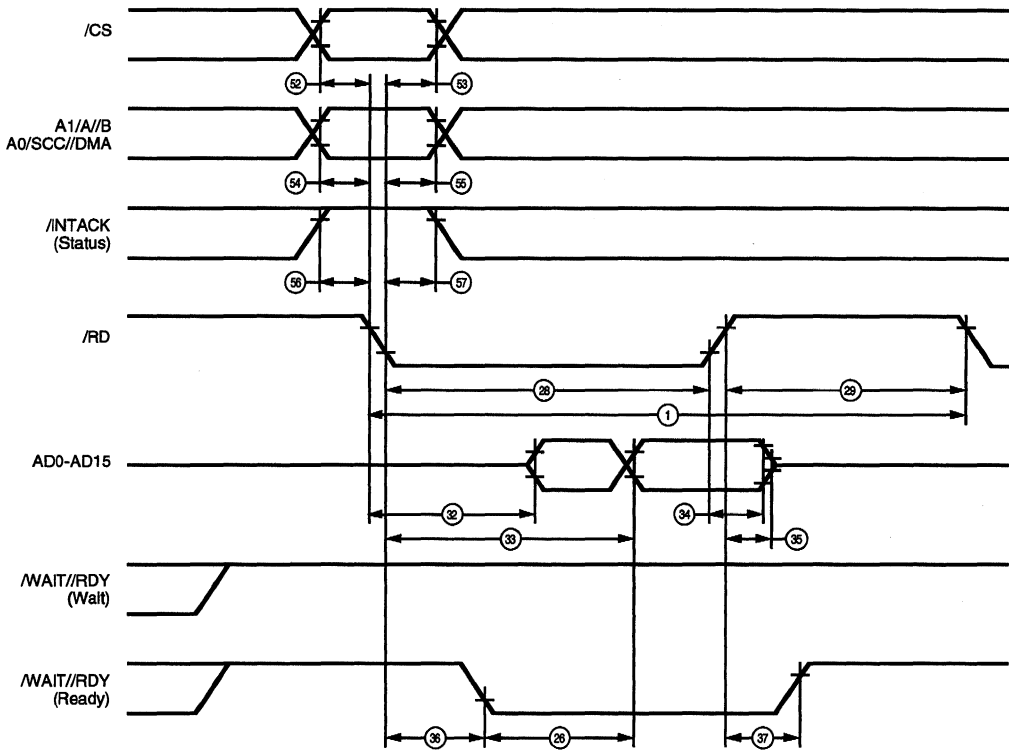 /CS
52
53
A1/A//B
A0/SCC//DMA
54
55
/INTACK
(Status)
56
57
/RD
28
29
1
AD0-AD15
32
34
33
35
/WAIT//RDY
(Wait)
/WAIT//RDY
(Ready)
36
26
37